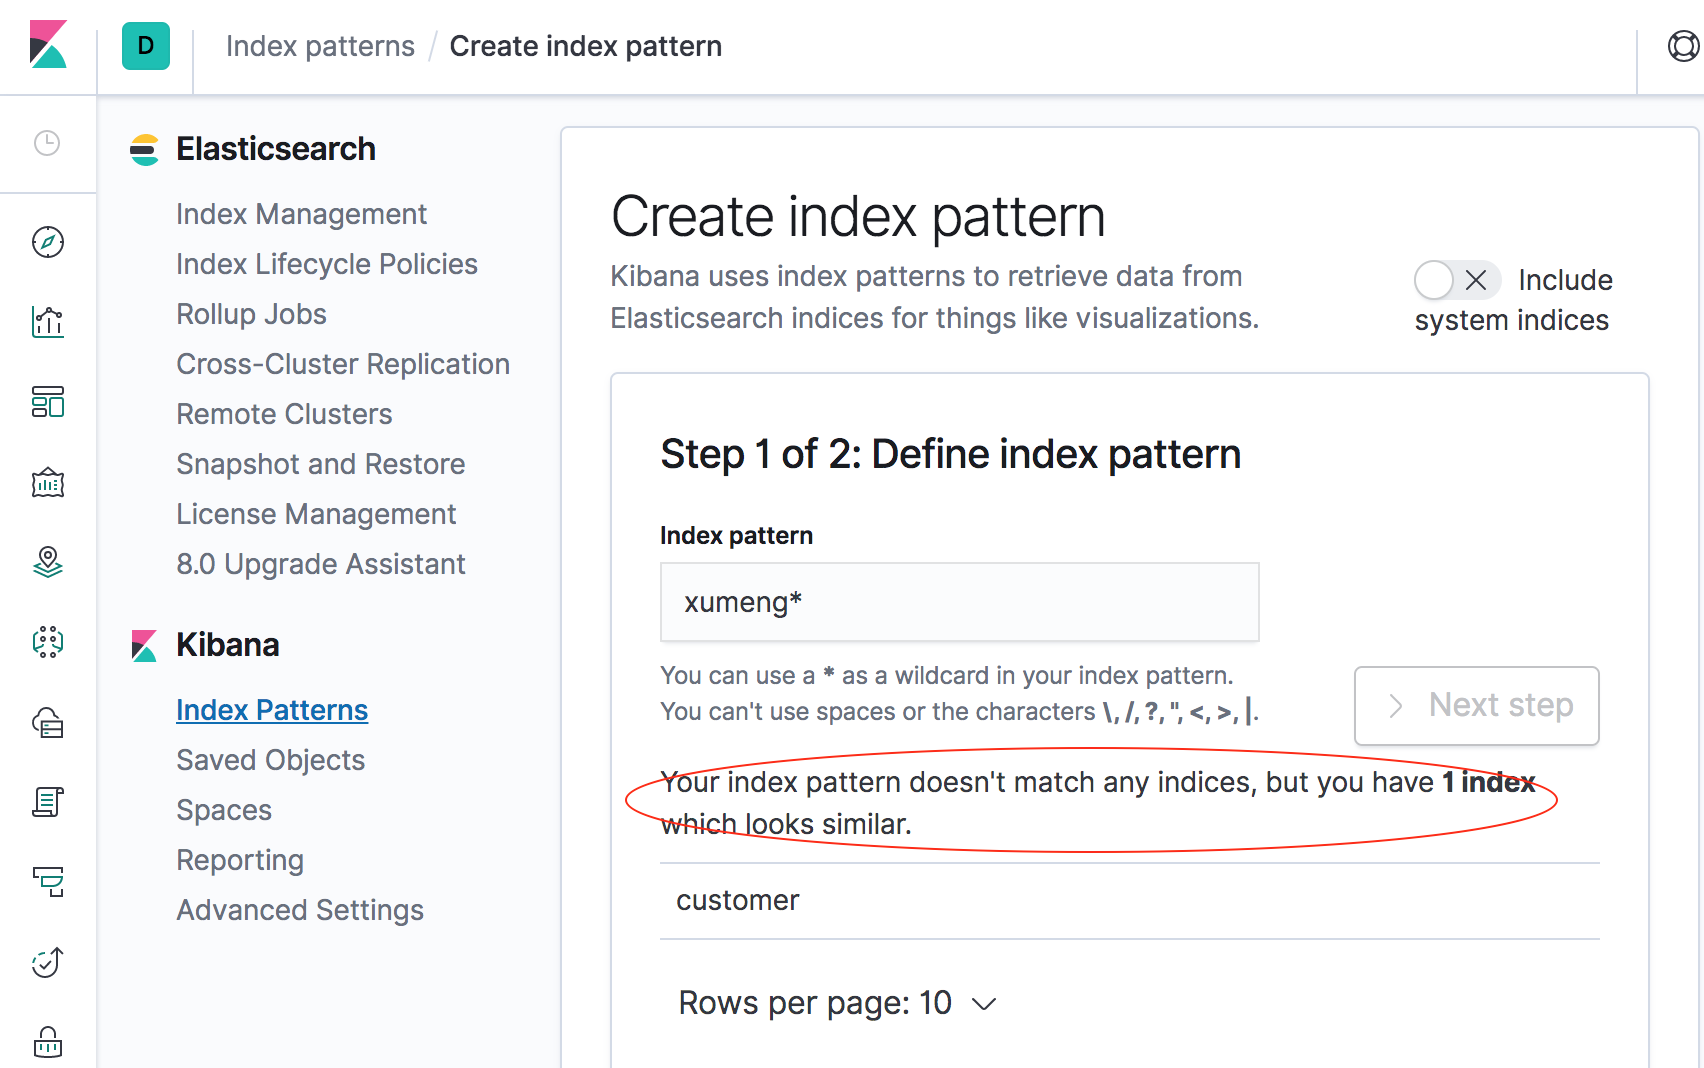 D
Index patterns / Create index pattern
Elasticsearch
Index Management
Index Lifecycle Policies
Rollup Jobs
Cross-Cluster Replication
Remote Clusters
Snapshot and Restore
License Management
8.0 Upgrade Assistant
Kibana
Index Patterns
Saved Objects
Spaces
Reporting
Advanced Settings
Create index pattern
Kibana uses index patterns to retrieve data from
Elasticsearch indices for things like visualizations.
Include
system indices
Step 1 of 2: Define index pattern
Index pattern
xumeng*
You can use a * as a wildcard in your index pattern.
You can't use spaces or the characters \, /, ?, ", <, >, |.
Next step
Your index pattern doesn't match any indices, but you have 1 index
which looks similar.
customer
Rows per page: 10